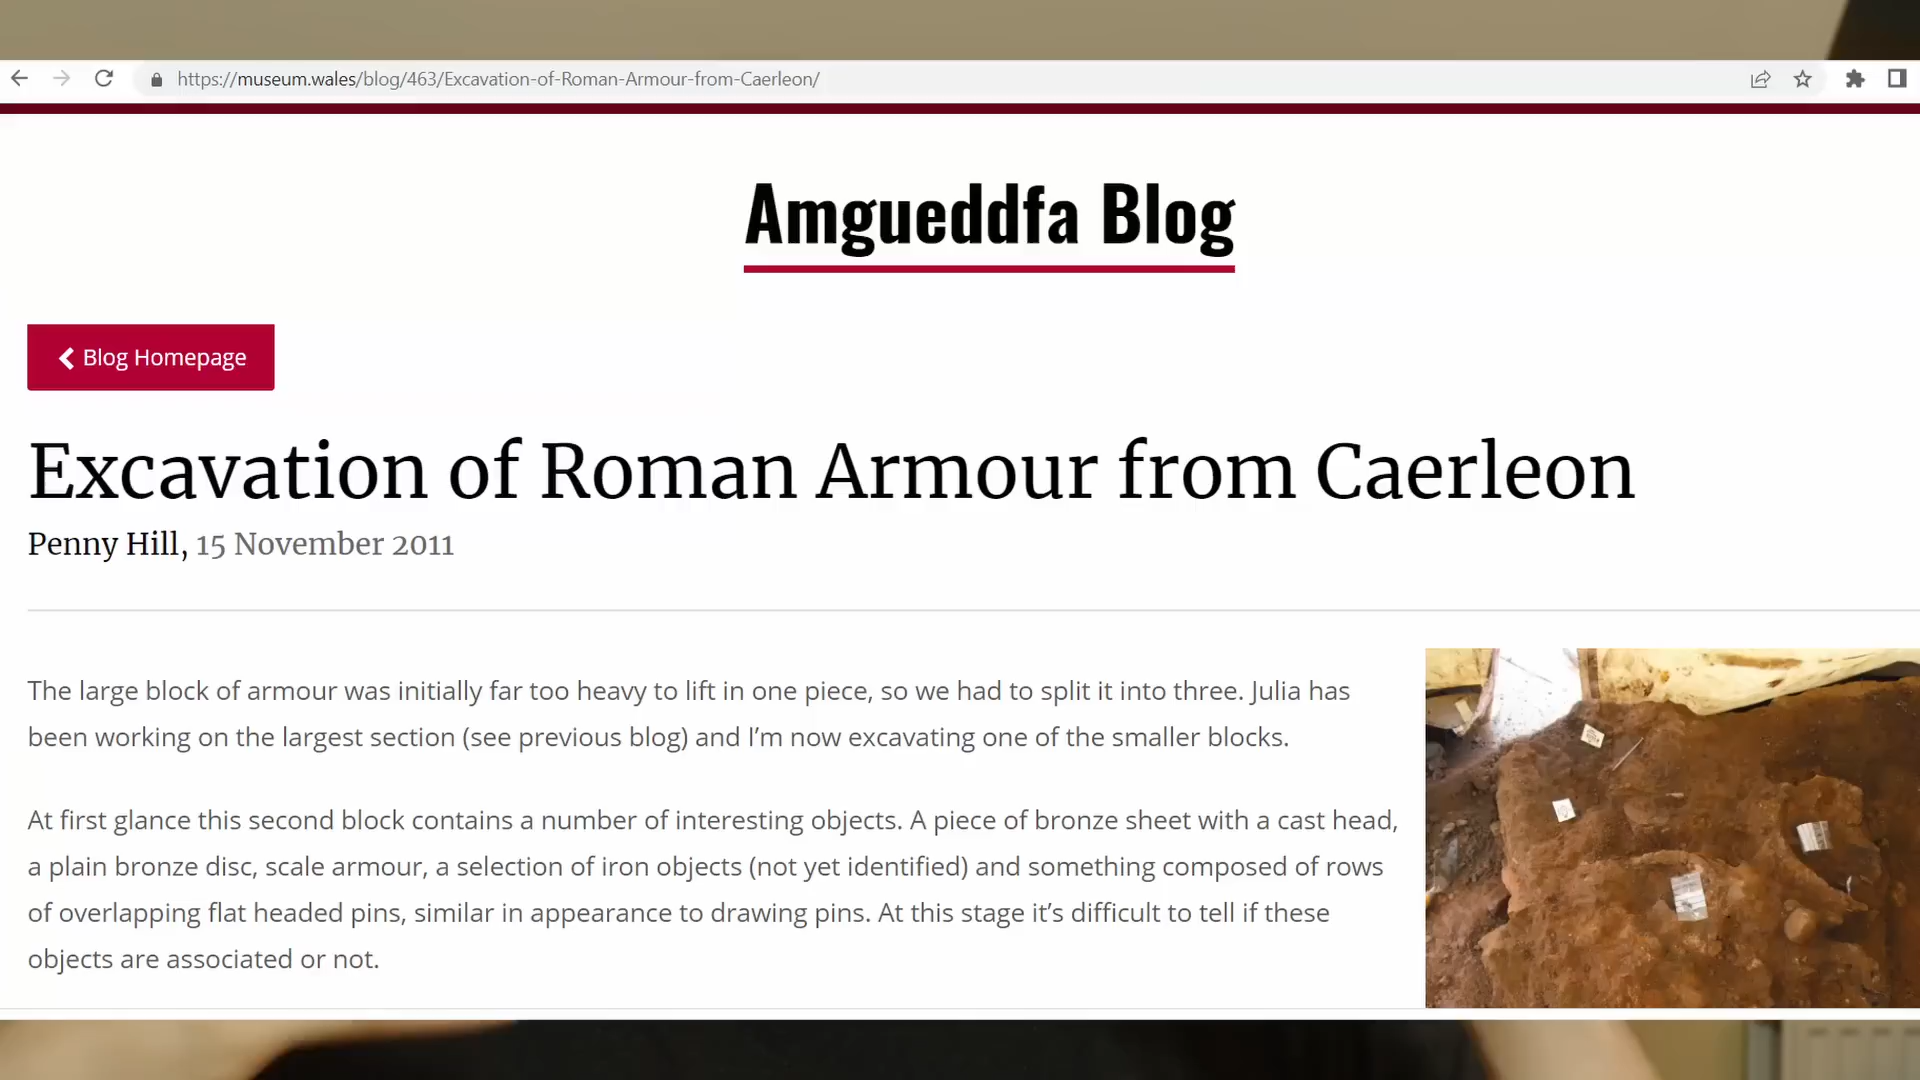 https://museum.wales/blog/463/Excavation-of-Roman-Armour-from-Caerleon/
Amgueddfa Blog
Blog Homepage
Excavation of Roman Armour from Caerleon
Penny Hill, 15 November 2011
The large block of armour was initially far too heavy to lift in one piece, so we had to split it into three. Julia has
been working on the largest section (see previous blog) and I’m now excavating one of the smaller blocks.
At first glance this second block contains a number of interesting objects. A piece of bronze sheet with a cast head,
a plain bronze disc, scale armour, a selection of iron objects (not yet identified) and something composed of rows
of overlapping flat headed pins, similar in appearance to drawing pins. At this stage it’s difficult to tell if these
objects are associated or not.